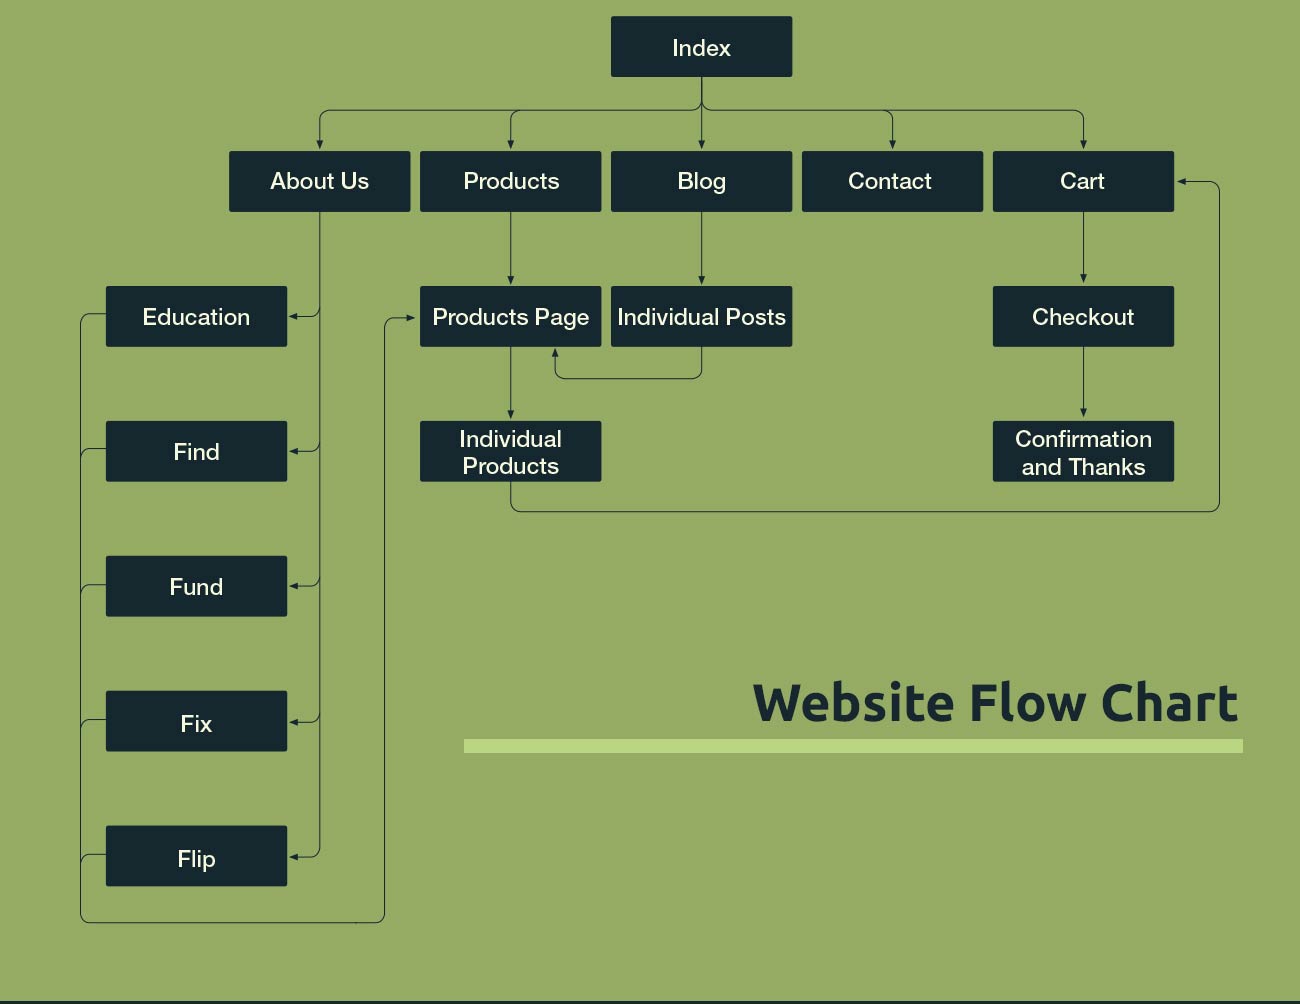 Index
About Us
Products
Blog
Contact
Cart
Education
Products Page
Individual Posts
Checkout
Find
Individual
Products
Confirmation
and Thanks
Fund
Fix
Website Flow Chart
Flip